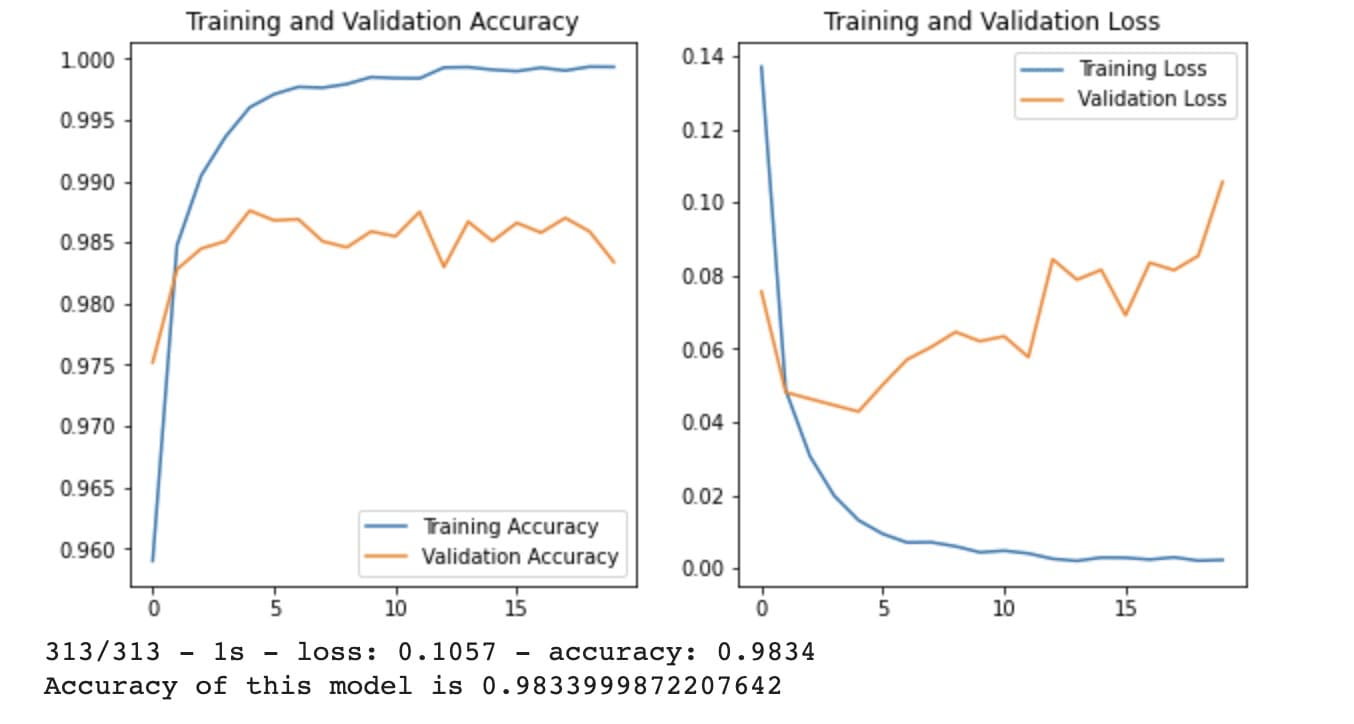 Training and Validation Accuracy
1.000
0.995
0.990
0.985
0.980
0.975
0.970
0.965
0.960
Training Accuracy
Validation Accuracy
0 5 10 15
Training and Validation Loss
0.14
0.12
0.10
0.08
0.06
0.04
0.02
0.00
Training Loss
Validation Loss
0 5 10 15
313/313 - 1s - loss: 0.1057 - accuracy: 0.9834
Accuracy of this model is 0.9833999872207642